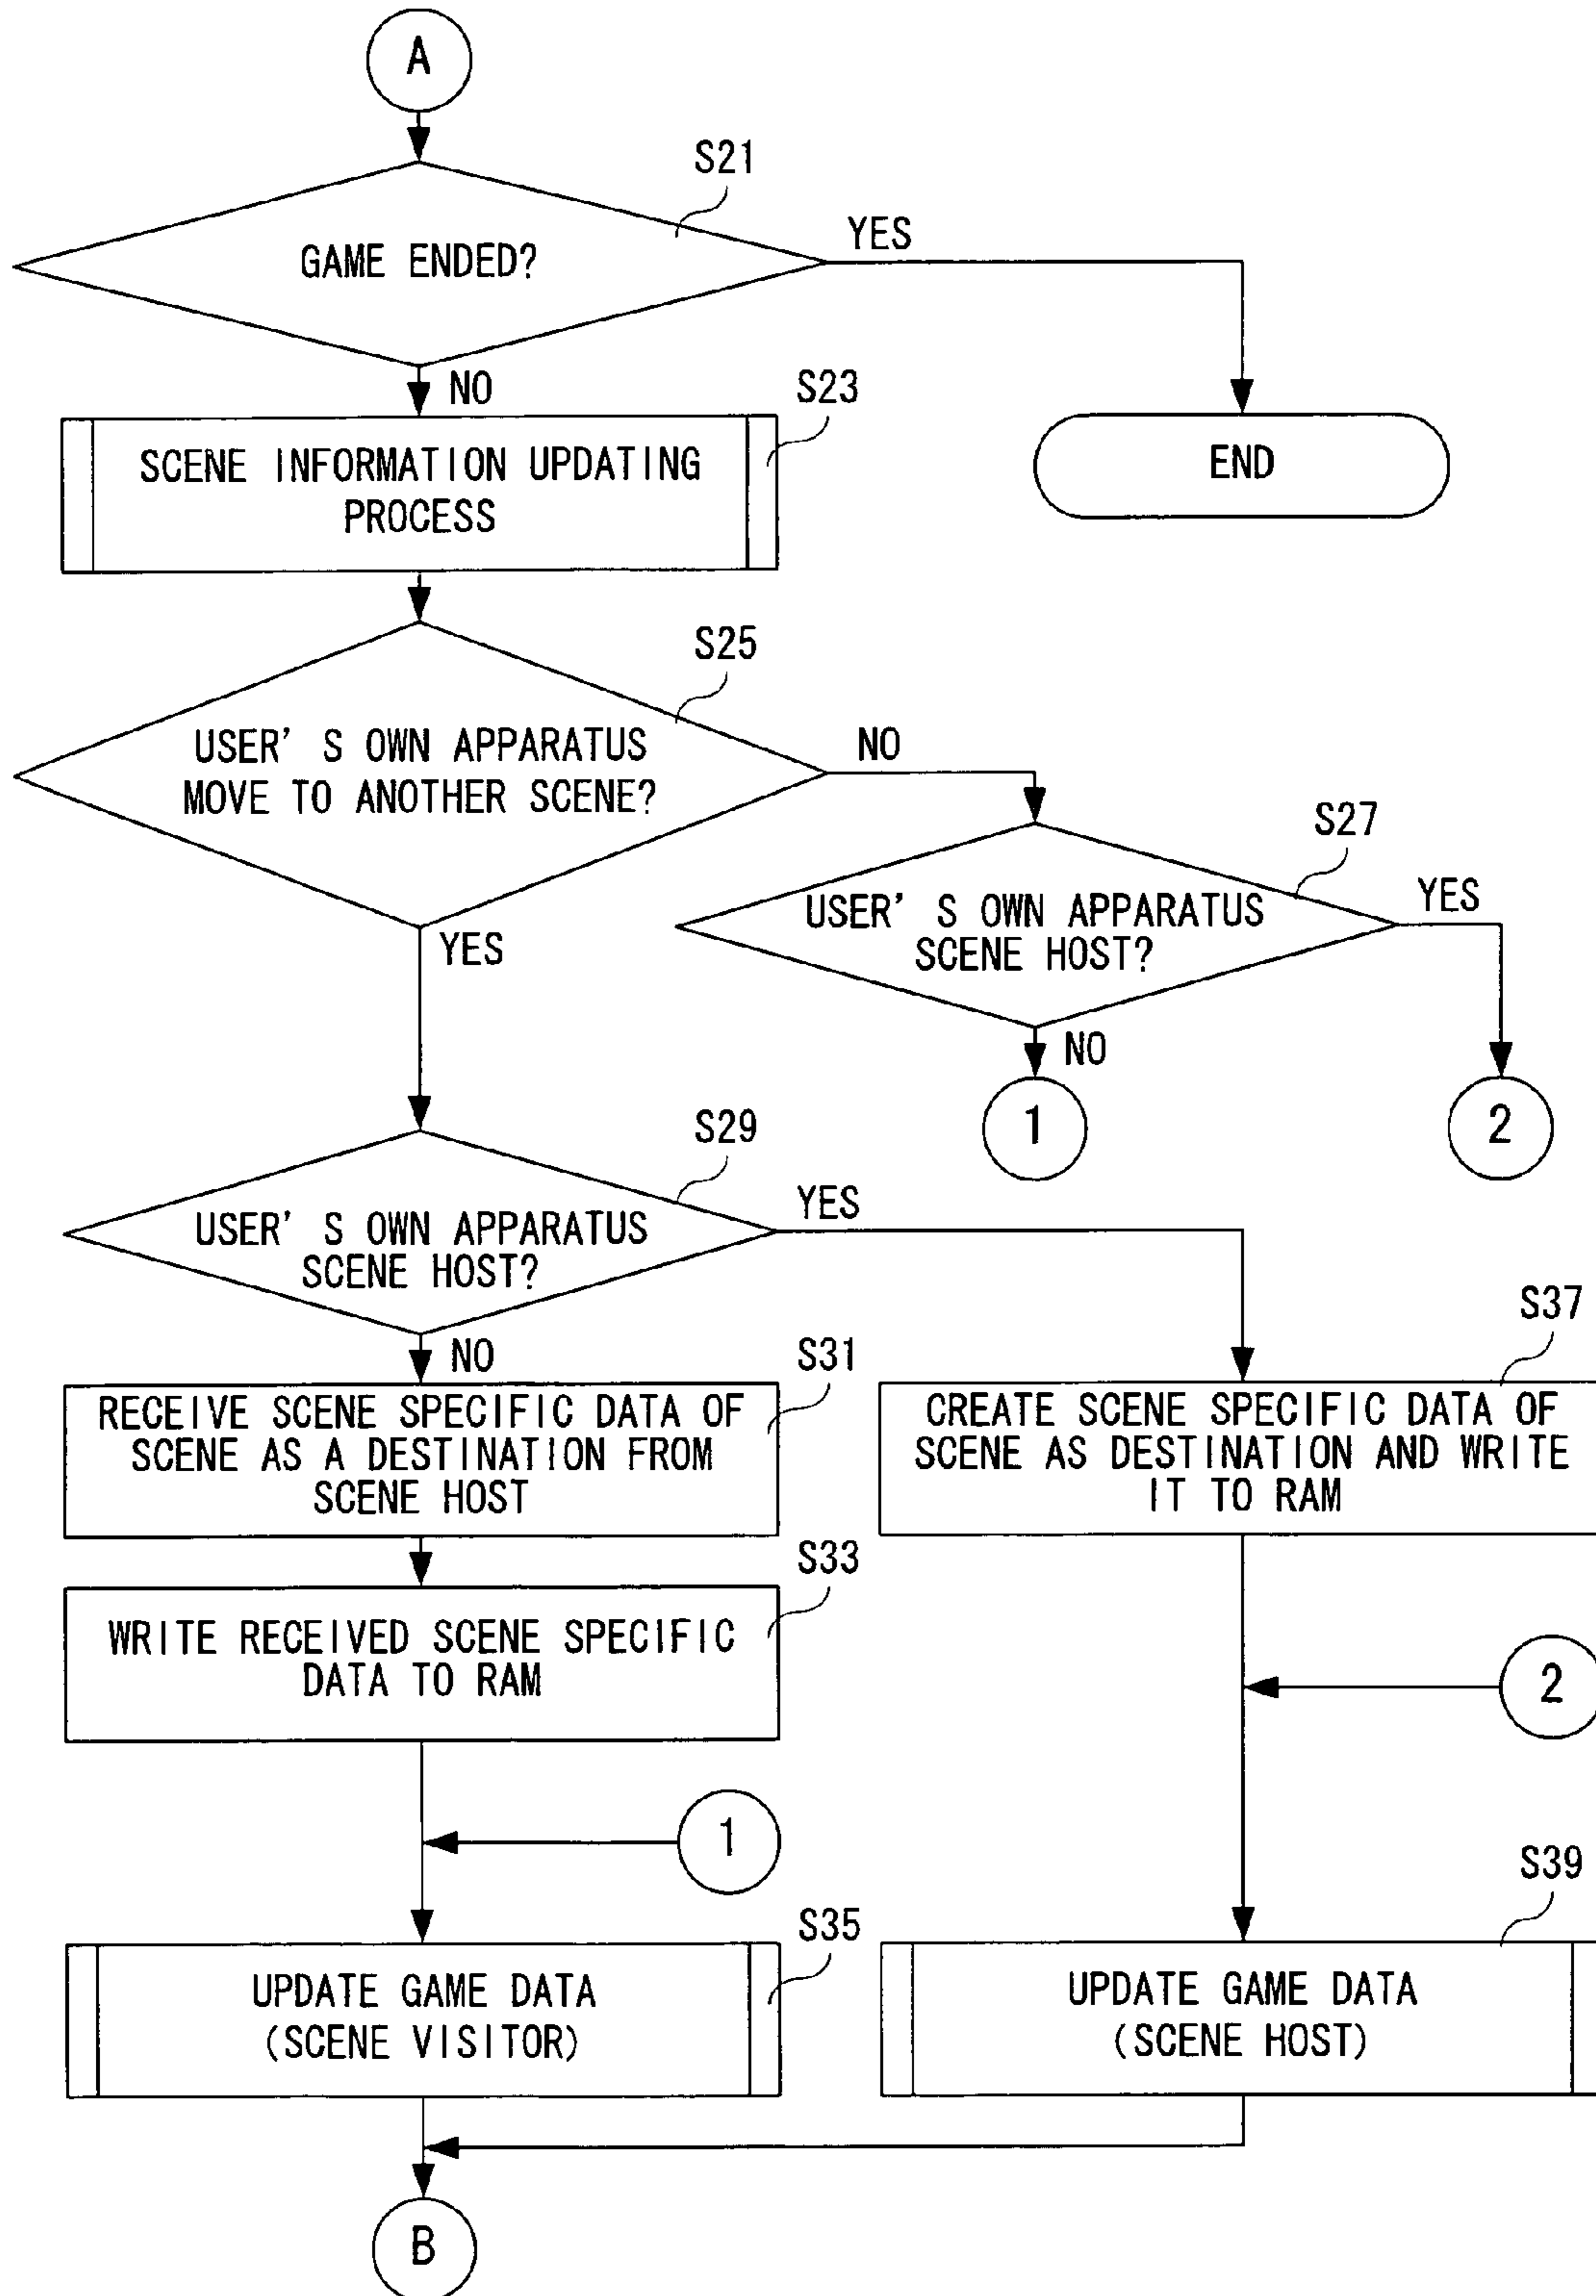 A
S21
GAME ENDED?
YES
NO
S23
SCENE INFORMATION UPDATING
PROCESS
END
S25
USER' S OWN APPARATUS
MOVE TO ANOTHER SCENE?
NO
YES
S27
USER' S OWN APPARATUS
SCENE HOST?
YES
NO
1
2
S29
USER' S OWN APPARATUS
SCENE HOST?
YES
NO
S31
RECEIVE SCENE SPECIFIC DATA OF
SCENE AS A DESTINATION FROM
SCENE HOST
S37
CREATE SCENE SPECIFIC DATA OF
SCENE AS DESTINATION AND WRITE
IT TO RAM
S33
WRITE RECEIVED SCENE SPECIFIC
DATA TO RAM
2
1
S35
UPDATE GAME DATA
(SCENE VISITOR)
S39
UPDATE GAME DATA
(SCENE HOST)
B